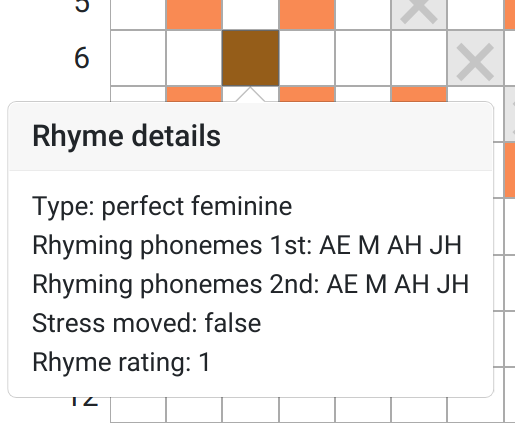 5
6
Rhyme details
Type: perfect feminine
Rhyming phonemes 1st: AE M AH JH
Rhyming phonemes 2nd: AE M AH JH
Stress moved: false
Rhyme rating: 1
12